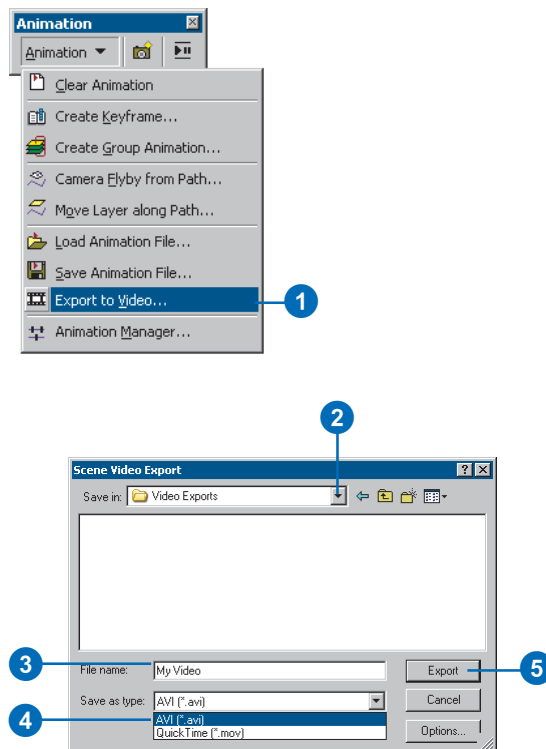 Animation
Animation
Clear Animation
Create Keyframe...
Create Group Animation...
Camera Flyby from Path...
Move Layer along Path...
Load Animation File...
Save Animation File...
Export to Video...
1
Animation Manager...
2
Scene Video Export
Save in: Video Exports
3
File name: My Video
Export
5
Save as type: AVI (*.avi)
Cancel
4
AVI (*.avi)
QuickTime (*.mov)
Options...